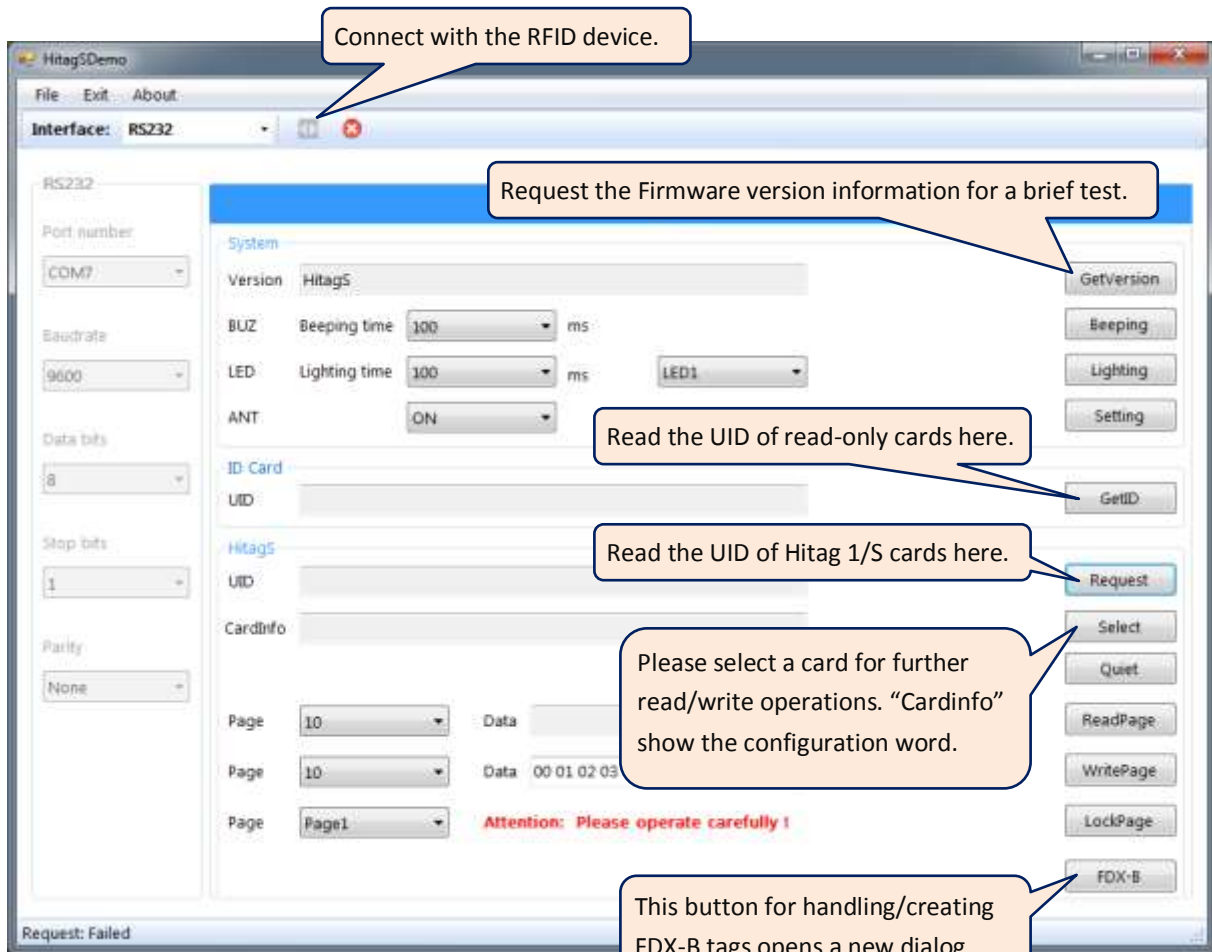 Connect with the RFID device.
HitagSDemo
File Exit About
Interface: RS232
RS232
Request the Firmware version information for a brief test.
Port number
COM7
System
Version HitagS GetVersion
BUZ Beeping time 100 ms Beeping
Baudrate
9600
LED Lighting time 100 ms LED1 Lighting
ANT ON Setting
Read the UID of read-only cards here.
Data bits
8
ID Card
UID GetID
Stop bits
1
HitagS
Read the UID of Hitag 1/S cards here.
UID Request
CardInfo Select
Parity
None
Please select a card for further
read/write operations. “Cardinfo”
show the configuration word.
Quiet
Page 10 Data ReadPage
Page 10 Data 00 01 02 03 WritePage
Page Page1 Attention: Please operate carefully ! LockPage
FDX-B
This button for handling/creating
FDX-B tags opens a new dialog
Request: Failed